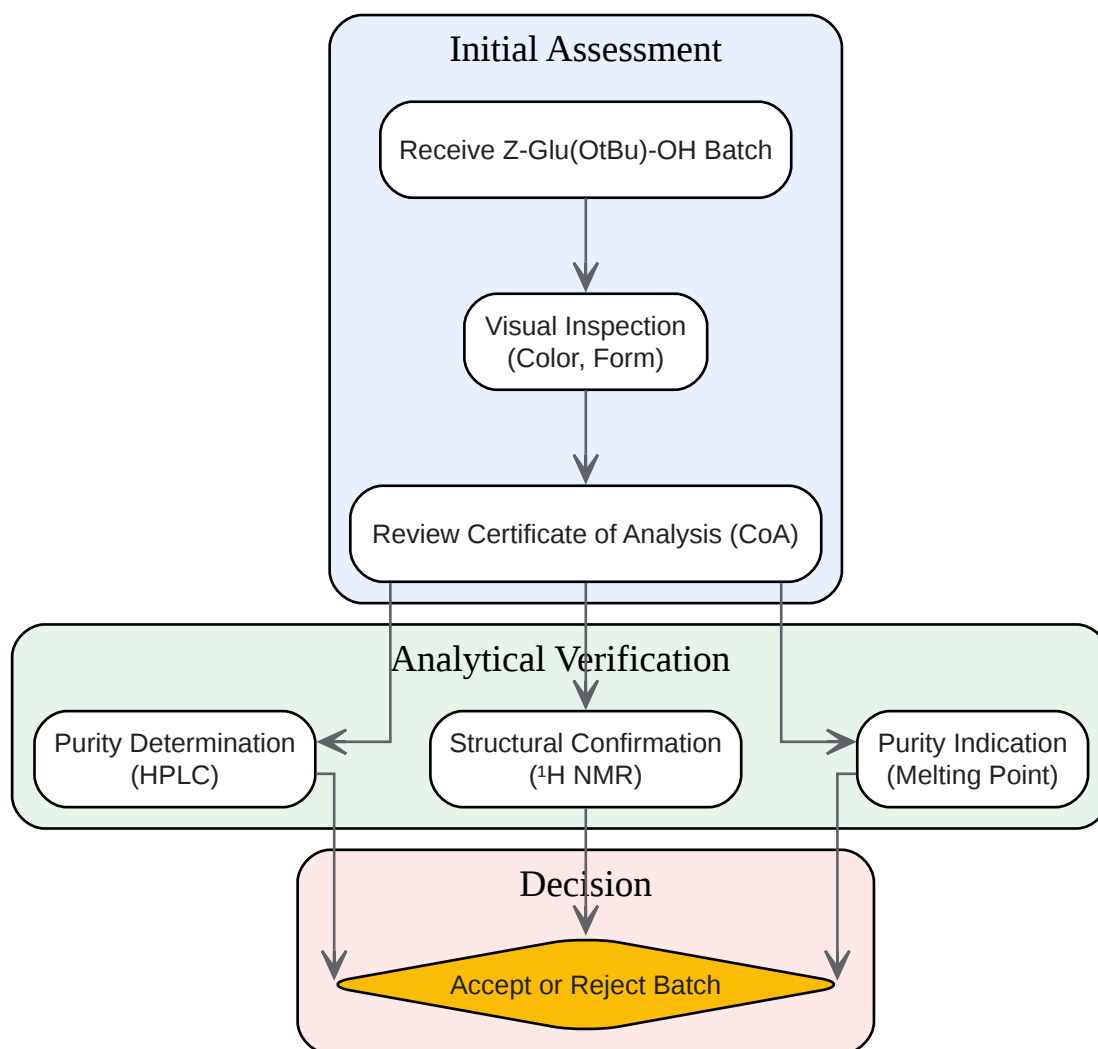 Initial Assessment
Receive Z-Glu(OtBu)-OH Batch
Visual Inspection
(Color, Form)
Review Certificate of Analysis (CoA)
Analytical Verification
Purity Determination
(HPLC)
Structural Confirmation
(¹H NMR)
Purity Indication
(Melting Point)
Decision
Accept or Reject Batch